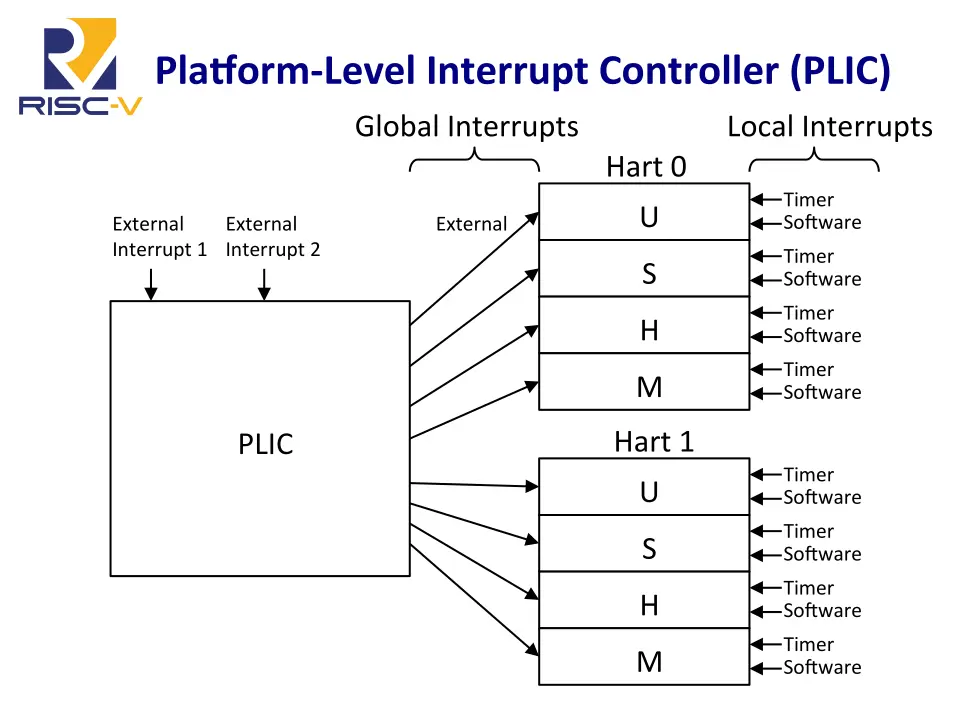 RISC-V
Platform-Level Interrupt Controller (PLIC)
Global Interrupts
Local Interrupts
External
Interrupt 1
External
Interrupt 2
PLIC
External
Hart 0
U
Timer
Software
S
Timer
Software
H
Timer
Software
M
Timer
Software
Hart 1
U
Timer
Software
S
Timer
Software
H
Timer
Software
M
Timer
Software